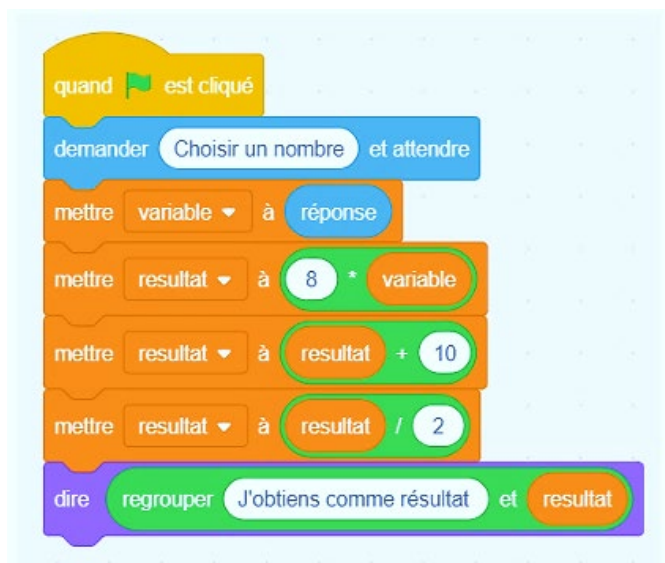 quand est cliqué
demander Choisir un nombre et attendre
mettre variable à réponse
mettre resultat à 8 * variable
mettre resultat à resultat + 10
mettre resultat à resultat / 2
dire regrouper J'obtiens comme résultat et resultat